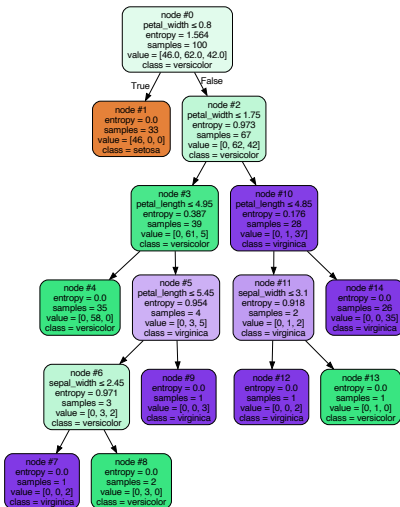 node #0
petal_width ≤ 0.8
entropy = 1.564
samples = 100
value = [46.0, 62.0, 42.0]
class = versicolor
True
False
node #1
entropy = 0.0
samples = 33
value = [46, 0, 0]
class = setosa
node #2
petal_width ≤ 1.75
entropy = 0.973
samples = 67
value = [0, 62, 42]
class = versicolor
node #3
petal_length ≤ 4.95
entropy = 0.387
samples = 39
value = [0, 61, 5]
class = versicolor
node #10
petal_length ≤ 4.85
entropy = 0.176
samples = 28
value = [0, 1, 37]
class = virginica
node #4
entropy = 0.0
samples = 35
value = [0, 58, 0]
class = versicolor
node #5
petal_length ≤ 5.45
entropy = 0.954
samples = 4
value = [0, 3, 5]
class = virginica
node #11
sepal_width ≤ 3.1
entropy = 0.918
samples = 2
value = [0, 1, 2]
class = virginica
node #14
entropy = 0.0
samples = 26
value = [0, 0, 35]
class = virginica
node #6
sepal_width ≤ 2.45
entropy = 0.971
samples = 3
value = [0, 3, 2]
class = versicolor
node #9
entropy = 0.0
samples = 1
value = [0, 0, 3]
class = virginica
node #12
entropy = 0.0
samples = 1
value = [0, 0, 2]
class = virginica
node #13
entropy = 0.0
samples = 1
value = [0, 1, 0]
class = versicolor
node #7
entropy = 0.0
samples = 1
value = [0, 0, 2]
class = virginica
node #8
entropy = 0.0
samples = 2
value = [0, 3, 0]
class = versicolor